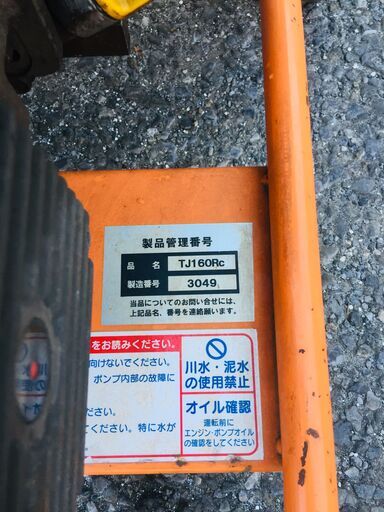 製品管理番号
品名 TJ160Rc
製造番号 3049
当品についてのお問い合せには、
上記品名、番号を連絡願います。
をお読みください。
向けないでください。
ポンプ内部の故障に
ください。
てください。特に水が
川水・泥水
の使用禁止
オイル確認
運転前に
エンジン・ポンプオイル
の確認をしてください